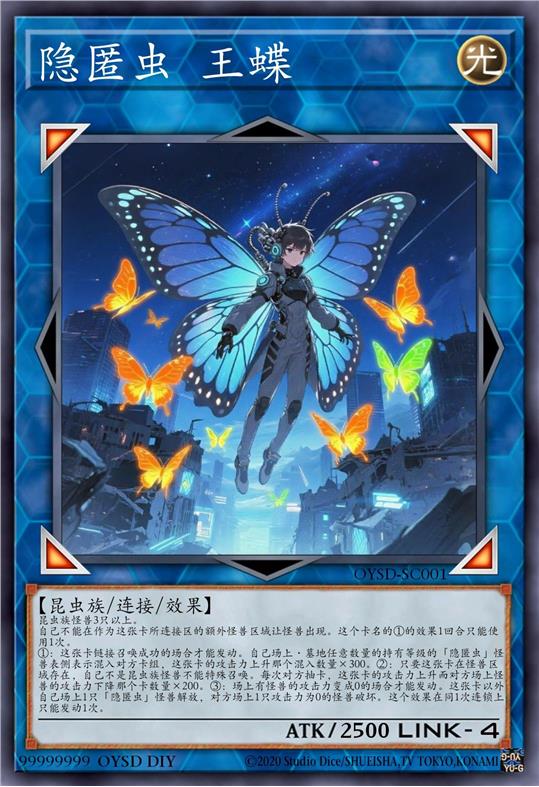 隐匿虫 王蝶
光
OYSD-SC001
【昆虫族/连接/效果】
昆虫族怪兽3只以上。
自己不能在作为这张卡所连接区的额外怪兽区域让怪兽出现。这个卡名的①的效果1回合只能使用1次。
①：这张卡链接召唤成功的场合才能发动。自己场上·墓地任意数量的持有等级的「隐匿虫」怪兽表侧表示混入对方卡组，这张卡的攻击力上升那个混入数量×300。②：只要这张卡在怪兽区域存在，自己不是昆虫族怪兽不能特殊召唤。每次对方抽卡，这张卡攻击力上升而对方场上怪兽的攻击力下降那个卡数量×200。③：场上有怪兽的攻击力变成0的场合才能发动。这张卡以外自己场上1只「隐匿虫」怪兽解放，对方场上1只攻击力为0的怪兽破坏。这个效果在同1次连锁上只能发动1次。
ATK/2500 LINK-4
99999999 OYSD DIY ©2020 Studio Dice/SHUEISHA,TV TOKYO,KONAMI